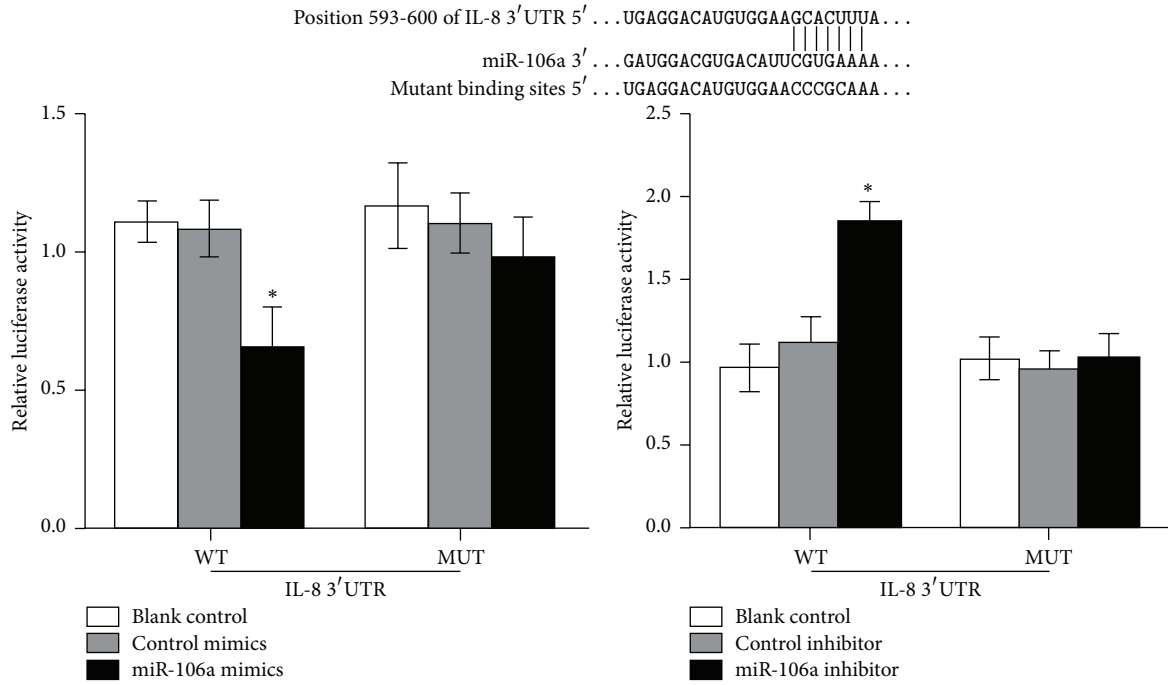 Position 593-600 of IL-8 3′UTR 5′ ...UGAGGACAUGUGGAAGCACUUUA...
miR-106a 3′ ...GAUGGACGUGACAUUCGUGAAAA...
Mutant binding sites 5′ ...UGAGGACAUGUGGAACCCGCAAA...
Relative luciferase activity
1.5
1.0
0.5
0.0
*
WT
MUT
IL-8 3′UTR
Blank control
Control mimics
miR-106a mimics
Relative luciferase activity
2.5
2.0
1.5
1.0
0.5
0.0
*
WT
MUT
IL-8 3′UTR
Blank control
Control inhibitor
miR-106a inhibitor